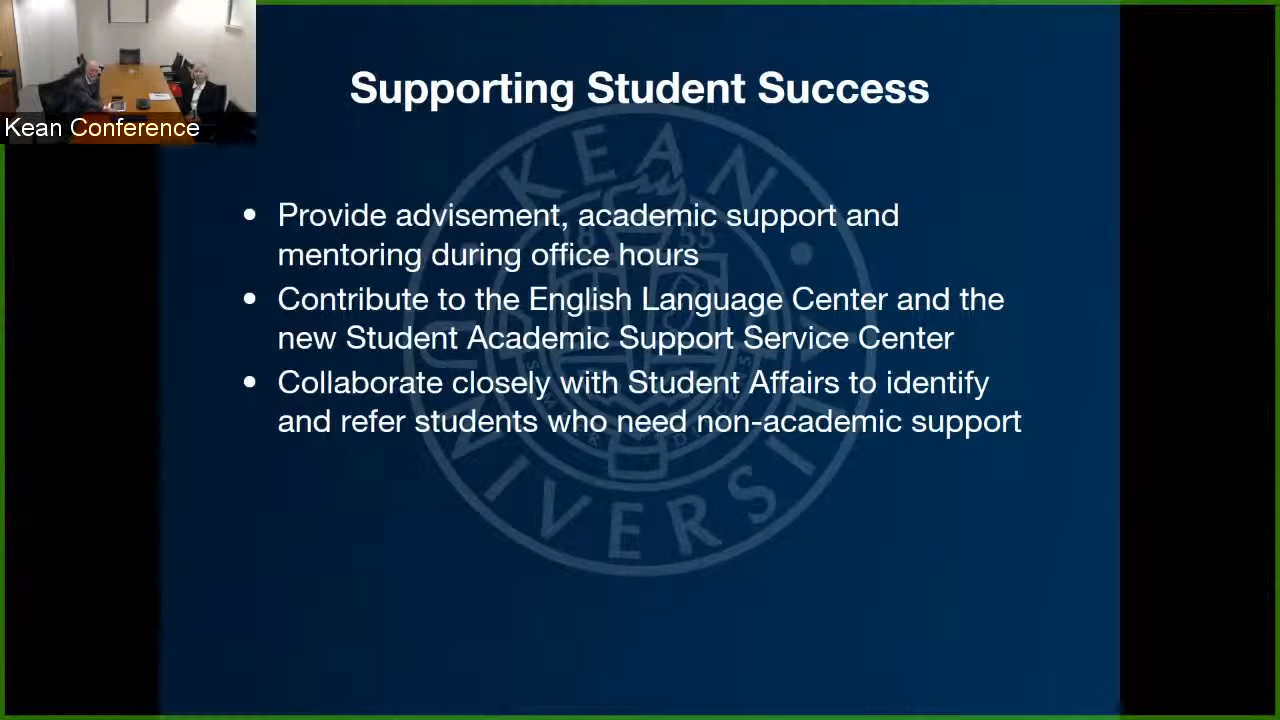 Kean Conference
Supporting Student Success
KEAN
1855
• Provide advisement, academic support and
mentoring during office hours
• Contribute to the English Language Center and the
new Student Academic Support Service Center
• Collaborate closely with Student Affairs to identify
and refer students who need non-academic support
UNIVERSITY